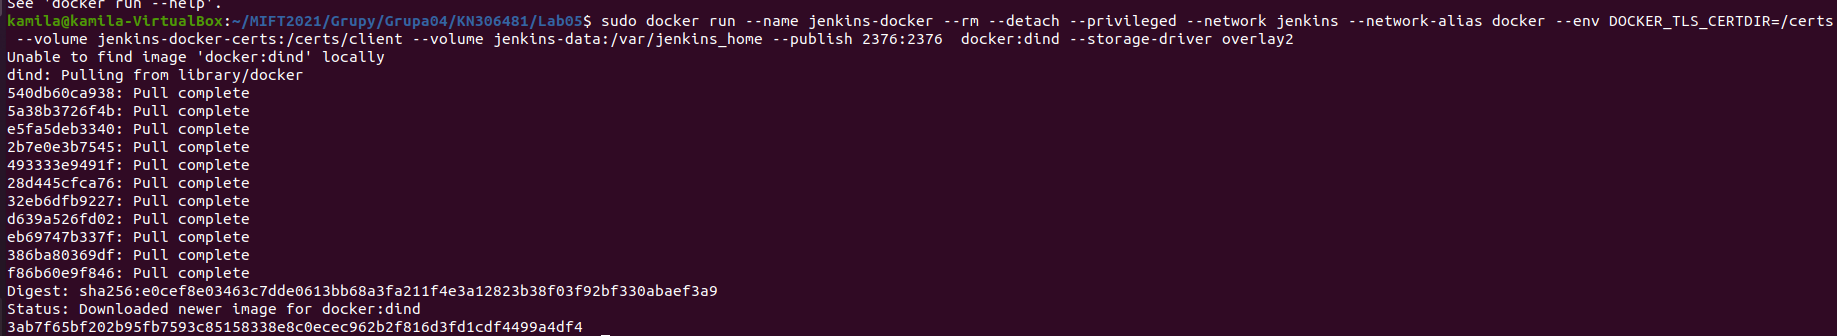 See 'docker run --help'.
kamila@kamila-VirtualBox:~/MIFT2021/Grupy/Grupa04/KN306481/Lab05$ sudo docker run --name jenkins-docker --rm --detach --privileged --network jenkins --network-alias docker --env DOCKER_TLS_CERTDIR=/certs
--volume jenkins-docker-certs:/certs/client --volume jenkins-data:/var/jenkins_home --publish 2376:2376  docker:dind --storage-driver overlay2
Unable to find image 'docker:dind' locally
dind: Pulling from library/docker
540db60ca938: Pull complete
5a38b3726f4b: Pull complete
e5fa5deb3340: Pull complete
2b7e0e3b7545: Pull complete
493333e9491f: Pull complete
28d445cfca76: Pull complete
32eb6dfb9227: Pull complete
d639a526fd02: Pull complete
eb69747b337f: Pull complete
386ba80369df: Pull complete
f86b60e9f846: Pull complete
Digest: sha256:e0cef8e03463c7dde0613bb68a3fa211f4e3a12823b38f03f92bf330abaef3a9
Status: Downloaded newer image for docker:dind
3ab7f65bf202b95fb7593c85158338e8c0ecec962b2f816d3fd1cdf4499a4df4